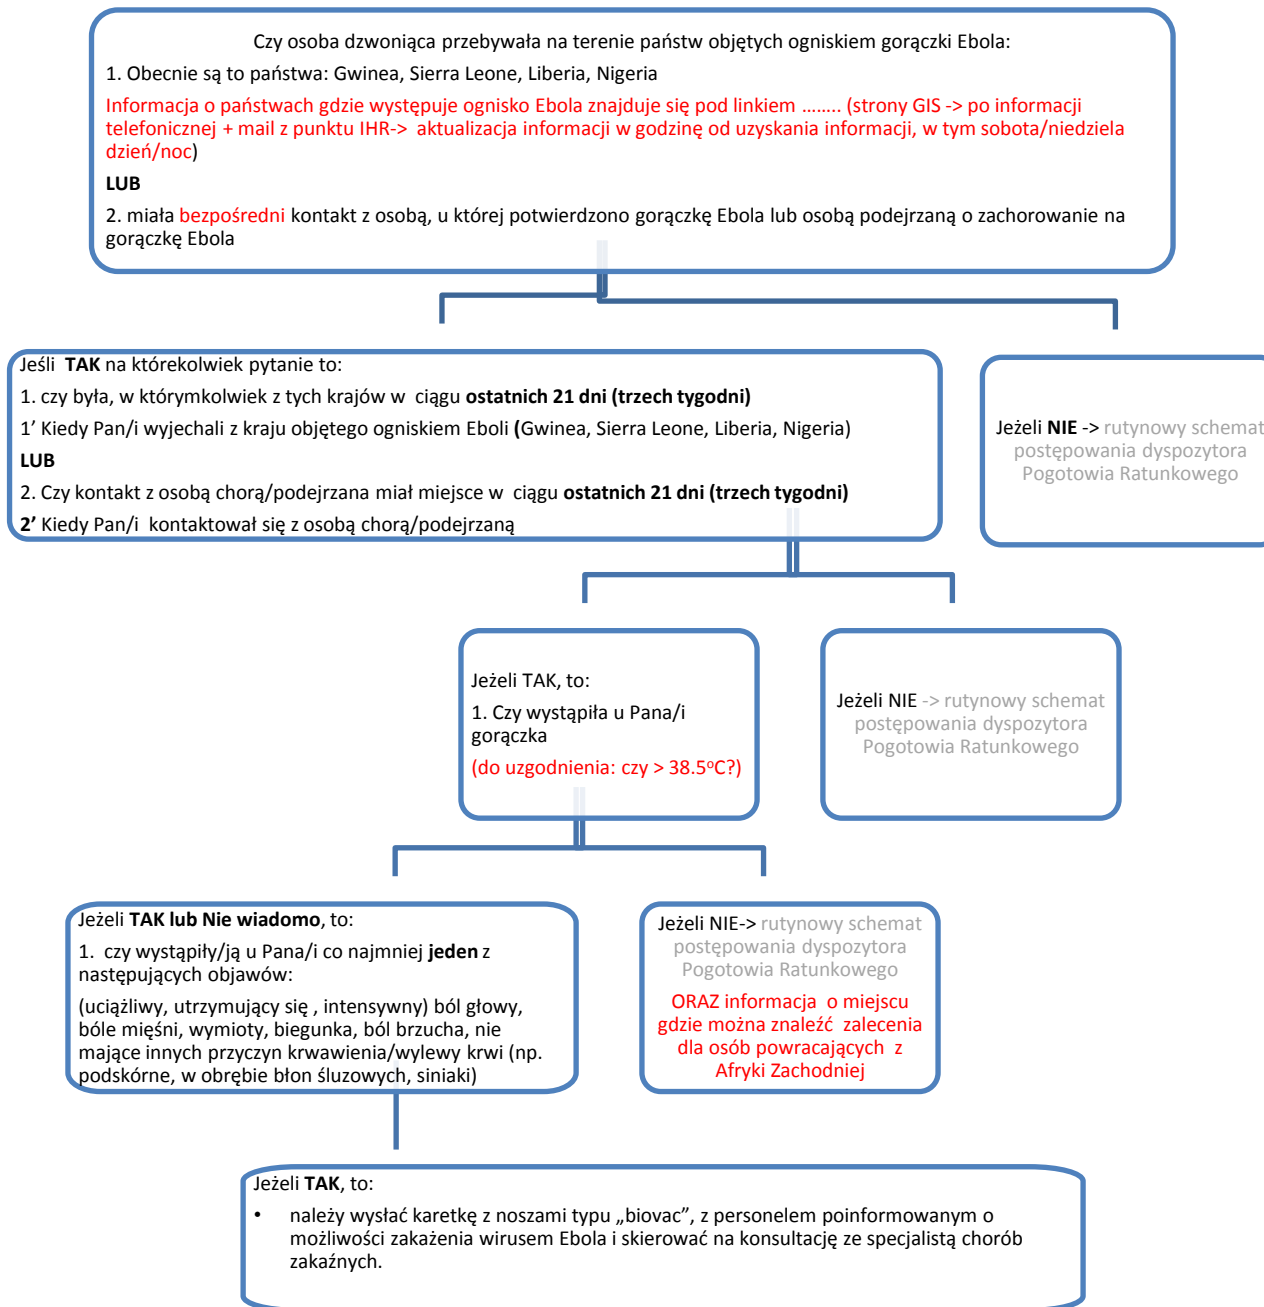 Czy osoba dzwoniąca przebywała na terenie państw objętych ogniskiem gorączki Ebola:
1. Obecnie są to państwa: Gwinea, Sierra Leone, Liberia, Nigeria
Informacja o państwach gdzie występuje ognisko Ebola znajduje się pod linkiem …….. (strony GIS -> po informacji
telefonicznej + mail z punktu IHR-> aktualizacja informacji w godzinę od uzyskania informacji, w tym sobota/niedziela
dzień/noc)
LUB
2. miała bezpośredni kontakt z osobą, u której potwierdzono gorączkę Ebola lub osobą podejrzaną o zachorowanie na
gorączkę Ebola
Jeśli TAK na którekolwiek pytanie to:
1. czy była, w którymkolwiek z tych krajów w ciągu ostatnich 21 dni (trzech tygodni)
1’ Kiedy Pan/i wyjechali z kraju objętego ogniskiem Eboli (Gwinea, Sierra Leone, Liberia, Nigeria)
LUB
2. Czy kontakt z osobą chorą/podejrzana miał miejsce w ciągu ostatnich 21 dni (trzech tygodni)
2’ Kiedy Pan/i kontaktował się z osobą chorą/podejrzaną
Jeżeli NIE -> rutynowy schemat
postępowania dyspozytora
Pogotowia Ratunkowego
Jeżeli TAK, to:
1. Czy wystąpiła u Pana/i
gorączka
(do uzgodnienia: czy > 38.5°C?)
Jeżeli NIE -> rutynowy schemat
postępowania dyspozytora
Pogotowia Ratunkowego
Jeżeli TAK lub Nie wiadomo, to:
1. czy wystąpiły/ją u Pana/i co najmniej jeden z
następujących objawów:
(uciążliwy, utrzymujący się , intensywny) ból głowy,
bóle mięśni, wymioty, biegunka, ból brzucha, nie
mające innych przyczyn krwawienia/wylewy krwi (np.
podskórne, w obrębie błon śluzowych, siniaki)
Jeżeli NIE-> rutynowy schemat
postępowania dyspozytora
Pogotowia Ratunkowego
ORAZ informacja o miejscu
gdzie można znaleźć zalecenia
dla osób powracających z
Afryki Zachodniej
Jeżeli TAK, to:
• należy wysłać karetkę z noszami typu „biovac”, z personelem poinformowanym o
możliwości zakażenia wirusem Ebola i skierować na konsultację ze specjalistą chorób
zakaźnych.